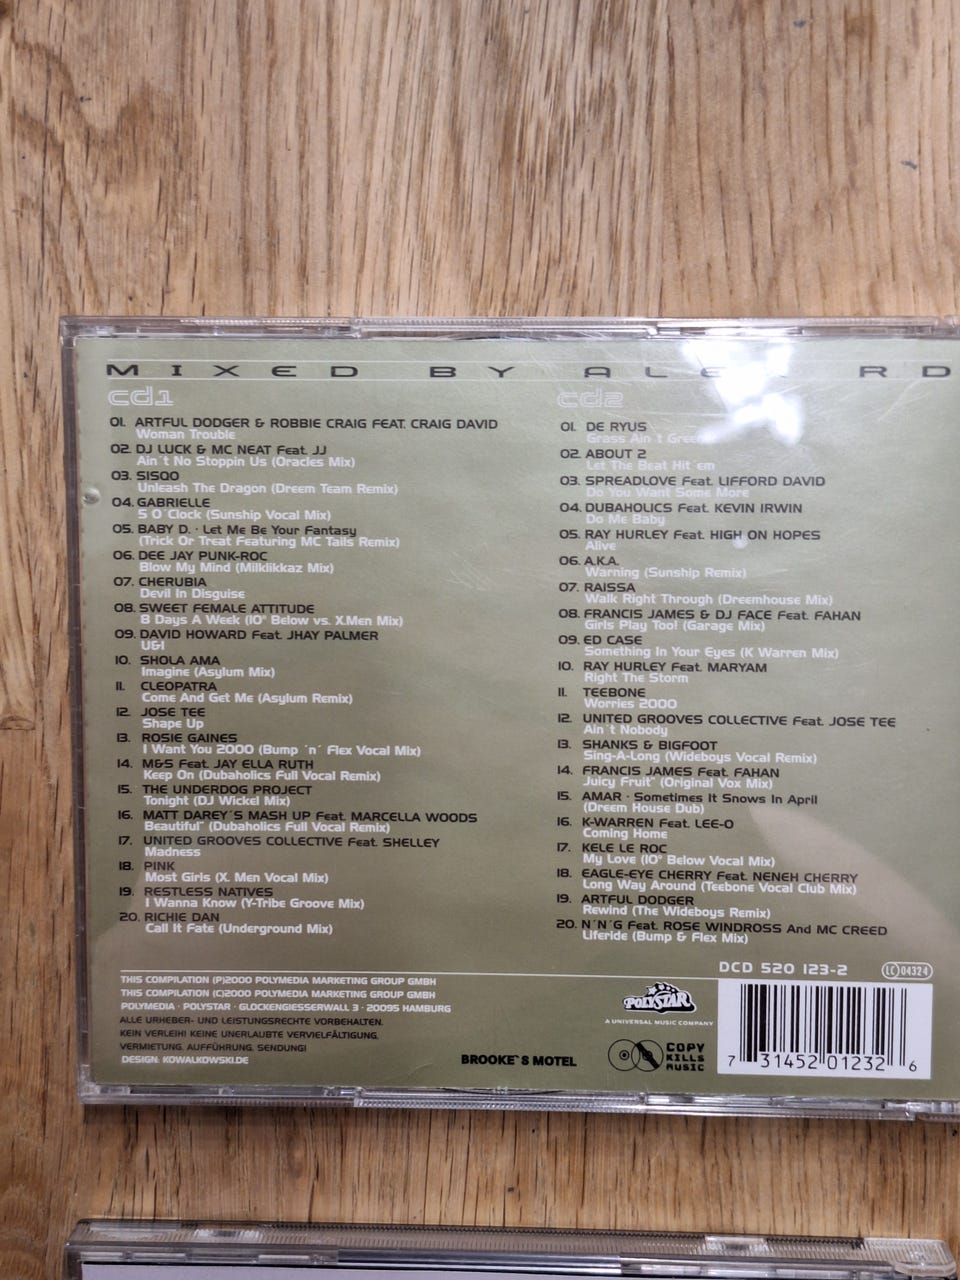 MIXED BY ALE RD
cd1
01. ARTFUL DODGER & ROBBIE CRAIG FEAT. CRAIG DAVID
Woman Trouble
02. DJ LUCK & MC NEAT Feat. JJ
Ain´t No Stoppin Us (Oracles Mix)
03. SISQO
Unleash The Dragon (Dreem Team Remix)
04. GABRIELLE
5 O´Clock (Sunship Vocal Mix)
05. BABY D. · Let Me Be Your Fantasy
(Trick Or Treat Featuring MC Tails Remix)
06. DEE JAY PUNK-ROC
Blow My Mind (Milklikkaz Mix)
07. CHERUBIA
Devil In Disguise
08. SWEET FEMALE ATTITUDE
8 Days A Week (10° Below vs. X.Men Mix)
09. DAVID HOWARD Feat. JHAY PALMER
U&I
10. SHOLA AMA
Imagine (Asylum Mix)
11. CLEOPATRA
Come And Get Me (Asylum Remix)
12. JOSE TEE
Shape Up
13. ROSIE GAINES
I Want You 2000 (Bump ´n´ Flex Vocal Mix)
14. M&S Feat. JAY ELLA RUTH
Keep On (Dubaholics Full Vocal Remix)
15. THE UNDERDOG PROJECT
Tonight (DJ Wickel Mix)
16. MATT DAREY´S MASH UP Feat. MARCELLA WOODS
Beautiful" (Dubaholics Full Vocal Remix)
17. UNITED GROOVES COLLECTIVE Feat. SHELLEY
Madness
18. PINK
Most Girls (X. Men Vocal Mix)
19. RESTLESS NATIVES
I Wanna Know (Y-Tribe Groove Mix)
20. RICHIE DAN
Call It Fate (Underground Mix)
cd2
01. DE RYUS
Grass Ain´t
02. ABOUT 2
Let The Beat Hit´em
03. SPREADLOVE Feat. LIFFORD DAVID
Do You Want Some More
04. DUBAHOLICS Feat. KEVIN IRWIN
Do Me Baby
05. RAY HURLEY Feat. HIGH ON HOPES
Alive
06. A.K.A.
Warning (Sunship Remix)
07. RAISSA
Walk Right Through (Dreemhouse Mix)
08. FRANCIS JAMES & DJ FACE Feat. FAHAN
Girls Play Too! (Garage Mix)
09. ED CASE
Something In Your Eyes (K Warren Mix)
10. RAY HURLEY Feat. MARYAM
Right The Storm
11. TEEBONE
Worries 2000
12. UNITED GROOVES COLLECTIVE Feat. JOSE TEE
Ain´t Nobody
13. SHANKS & BIGFOOT
Sing-A-Long (Wideboys Vocal Remix)
14. FRANCIS JAMES Feat. FAHAN
Juicy Fruit" (Original Vox Mix)
15. AMAR · Sometimes It Snows In April
(Dreem House Dub)
16. K-WARREN Feat. LEE-O
Coming Home
17. KELE LE ROC
My Love (10° Below Vocal Mix)
18. EAGLE-EYE CHERRY Feat. NENEH CHERRY
Long Way Around (Teebone Vocal Club Mix)
19. ARTFUL DODGER
Rewind (The Wideboys Remix)
20. N´N´G Feat. ROSE WINDROSS And MC CREED
Liferide (Bump & Flex Mix)
DCD 520 123-2
LC 04324
THIS COMPILATION (P)2000 POLYMEDIA MARKETING GROUP GMBH
THIS COMPILATION (C)2000 POLYMEDIA MARKETING GROUP GMBH
POLYMEDIA · POLYSTAR · GLOCKENGIESSERWALL 3 · 20095 HAMBURG
ALLE URHEBER- UND LEISTUNGSRECHTE VORBEHALTEN.
KEIN VERLEIH! KEINE UNERLAUBTE VERVIELFÄLTIGUNG,
VERMIETUNG, AUFFÜHRUNG, SENDUNG!
DESIGN: KOWALKOWSKI.DE
BROOKE`S MOTEL
POLYSTAR
A UNIVERSAL MUSIC COMPANY
COPY
KILLS
MUSIC
7 31452 01232 6